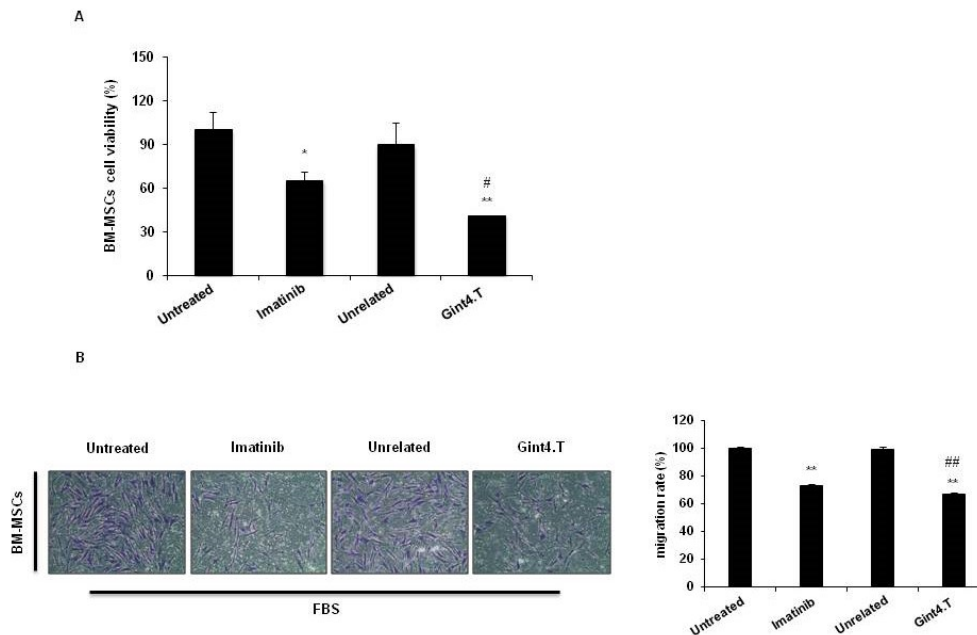 A
BM-MSCs cell viability (%)
150
120
90
60
30
0
*
#
**
Untreated
Imatinib
Unrelated
Gint4.T
B
Untreated
Imatinib
Unrelated
Gint4.T
BM-MSCs
FBS
migration rate (%)
120
100
80
60
40
20
0
**
##
**
Untreated
Imatinib
Unrelated
Gint4.T